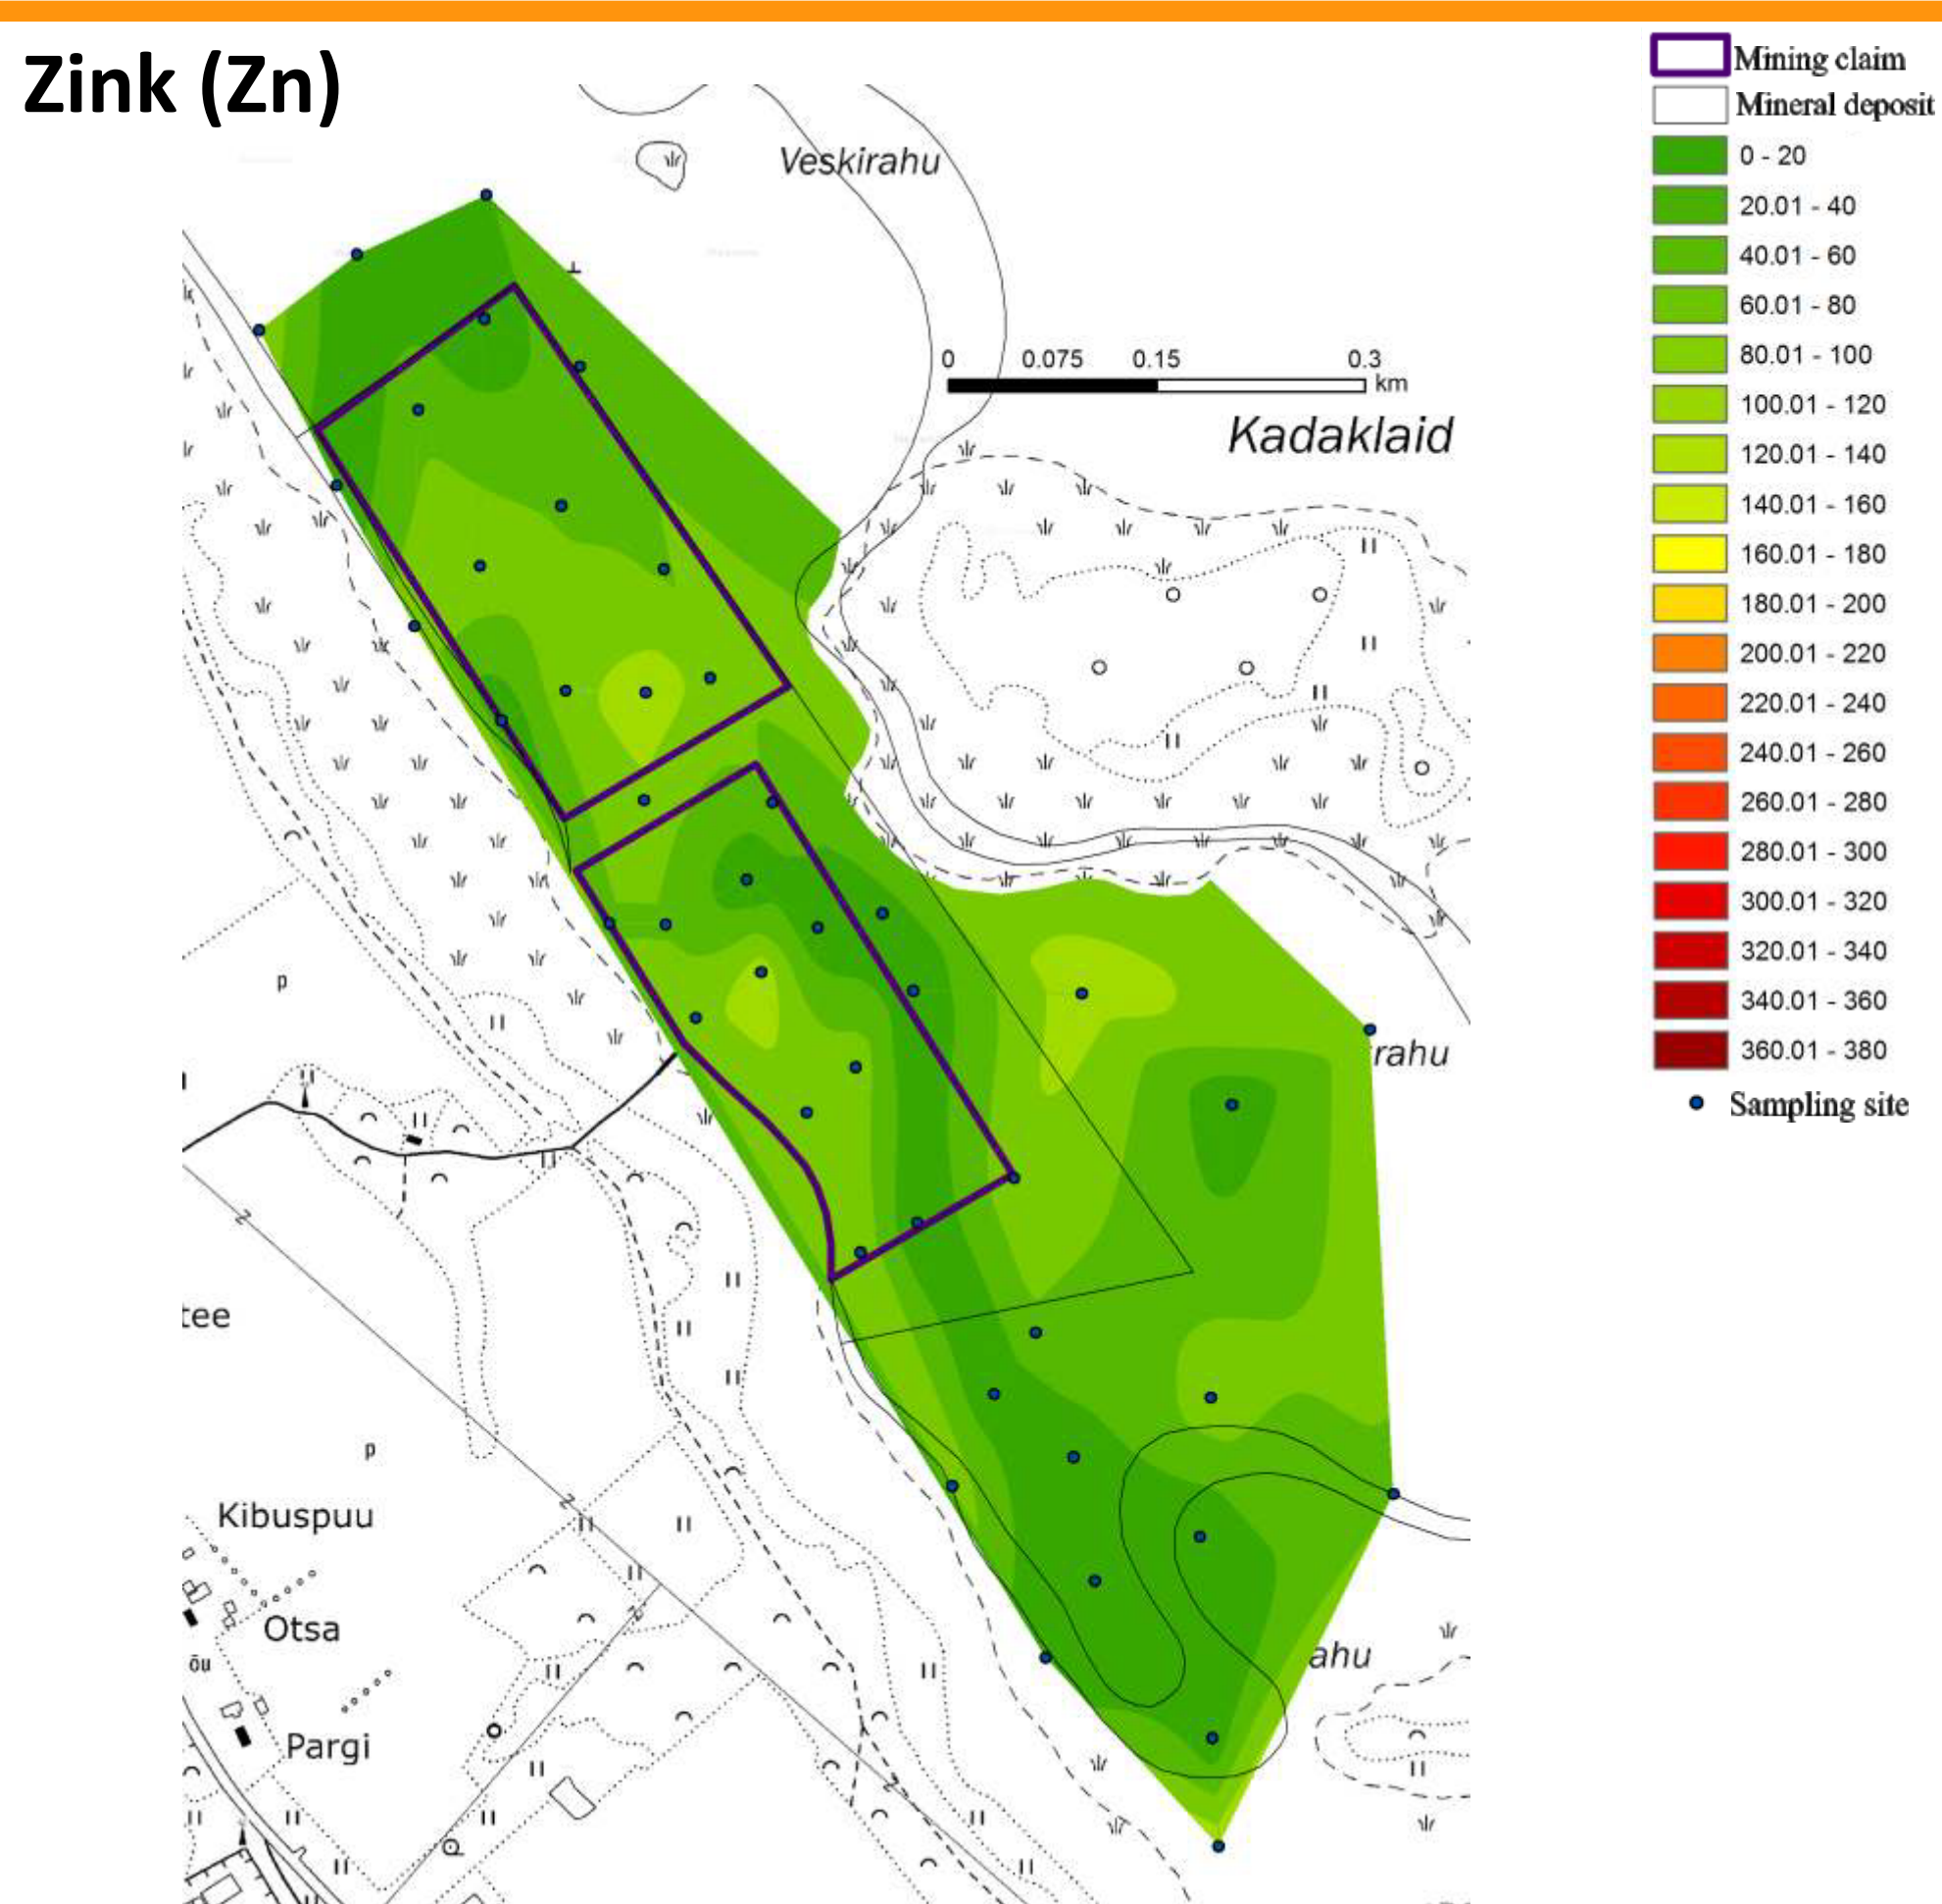 Zink (Zn)
Veskirahu
0 0.075 0.15 0.3
km
Kadaklaid
rahu
p
tee
p
Kibuspuu
Otsa
õu
ahu
Pargi
Mining claim
Mineral deposit
0 - 20
20.01 - 40
40.01 - 60
60.01 - 80
80.01 - 100
100.01 - 120
120.01 - 140
140.01 - 160
160.01 - 180
180.01 - 200
200.01 - 220
220.01 - 240
240.01 - 260
260.01 - 280
280.01 - 300
300.01 - 320
320.01 - 340
340.01 - 360
360.01 - 380
Sampling site